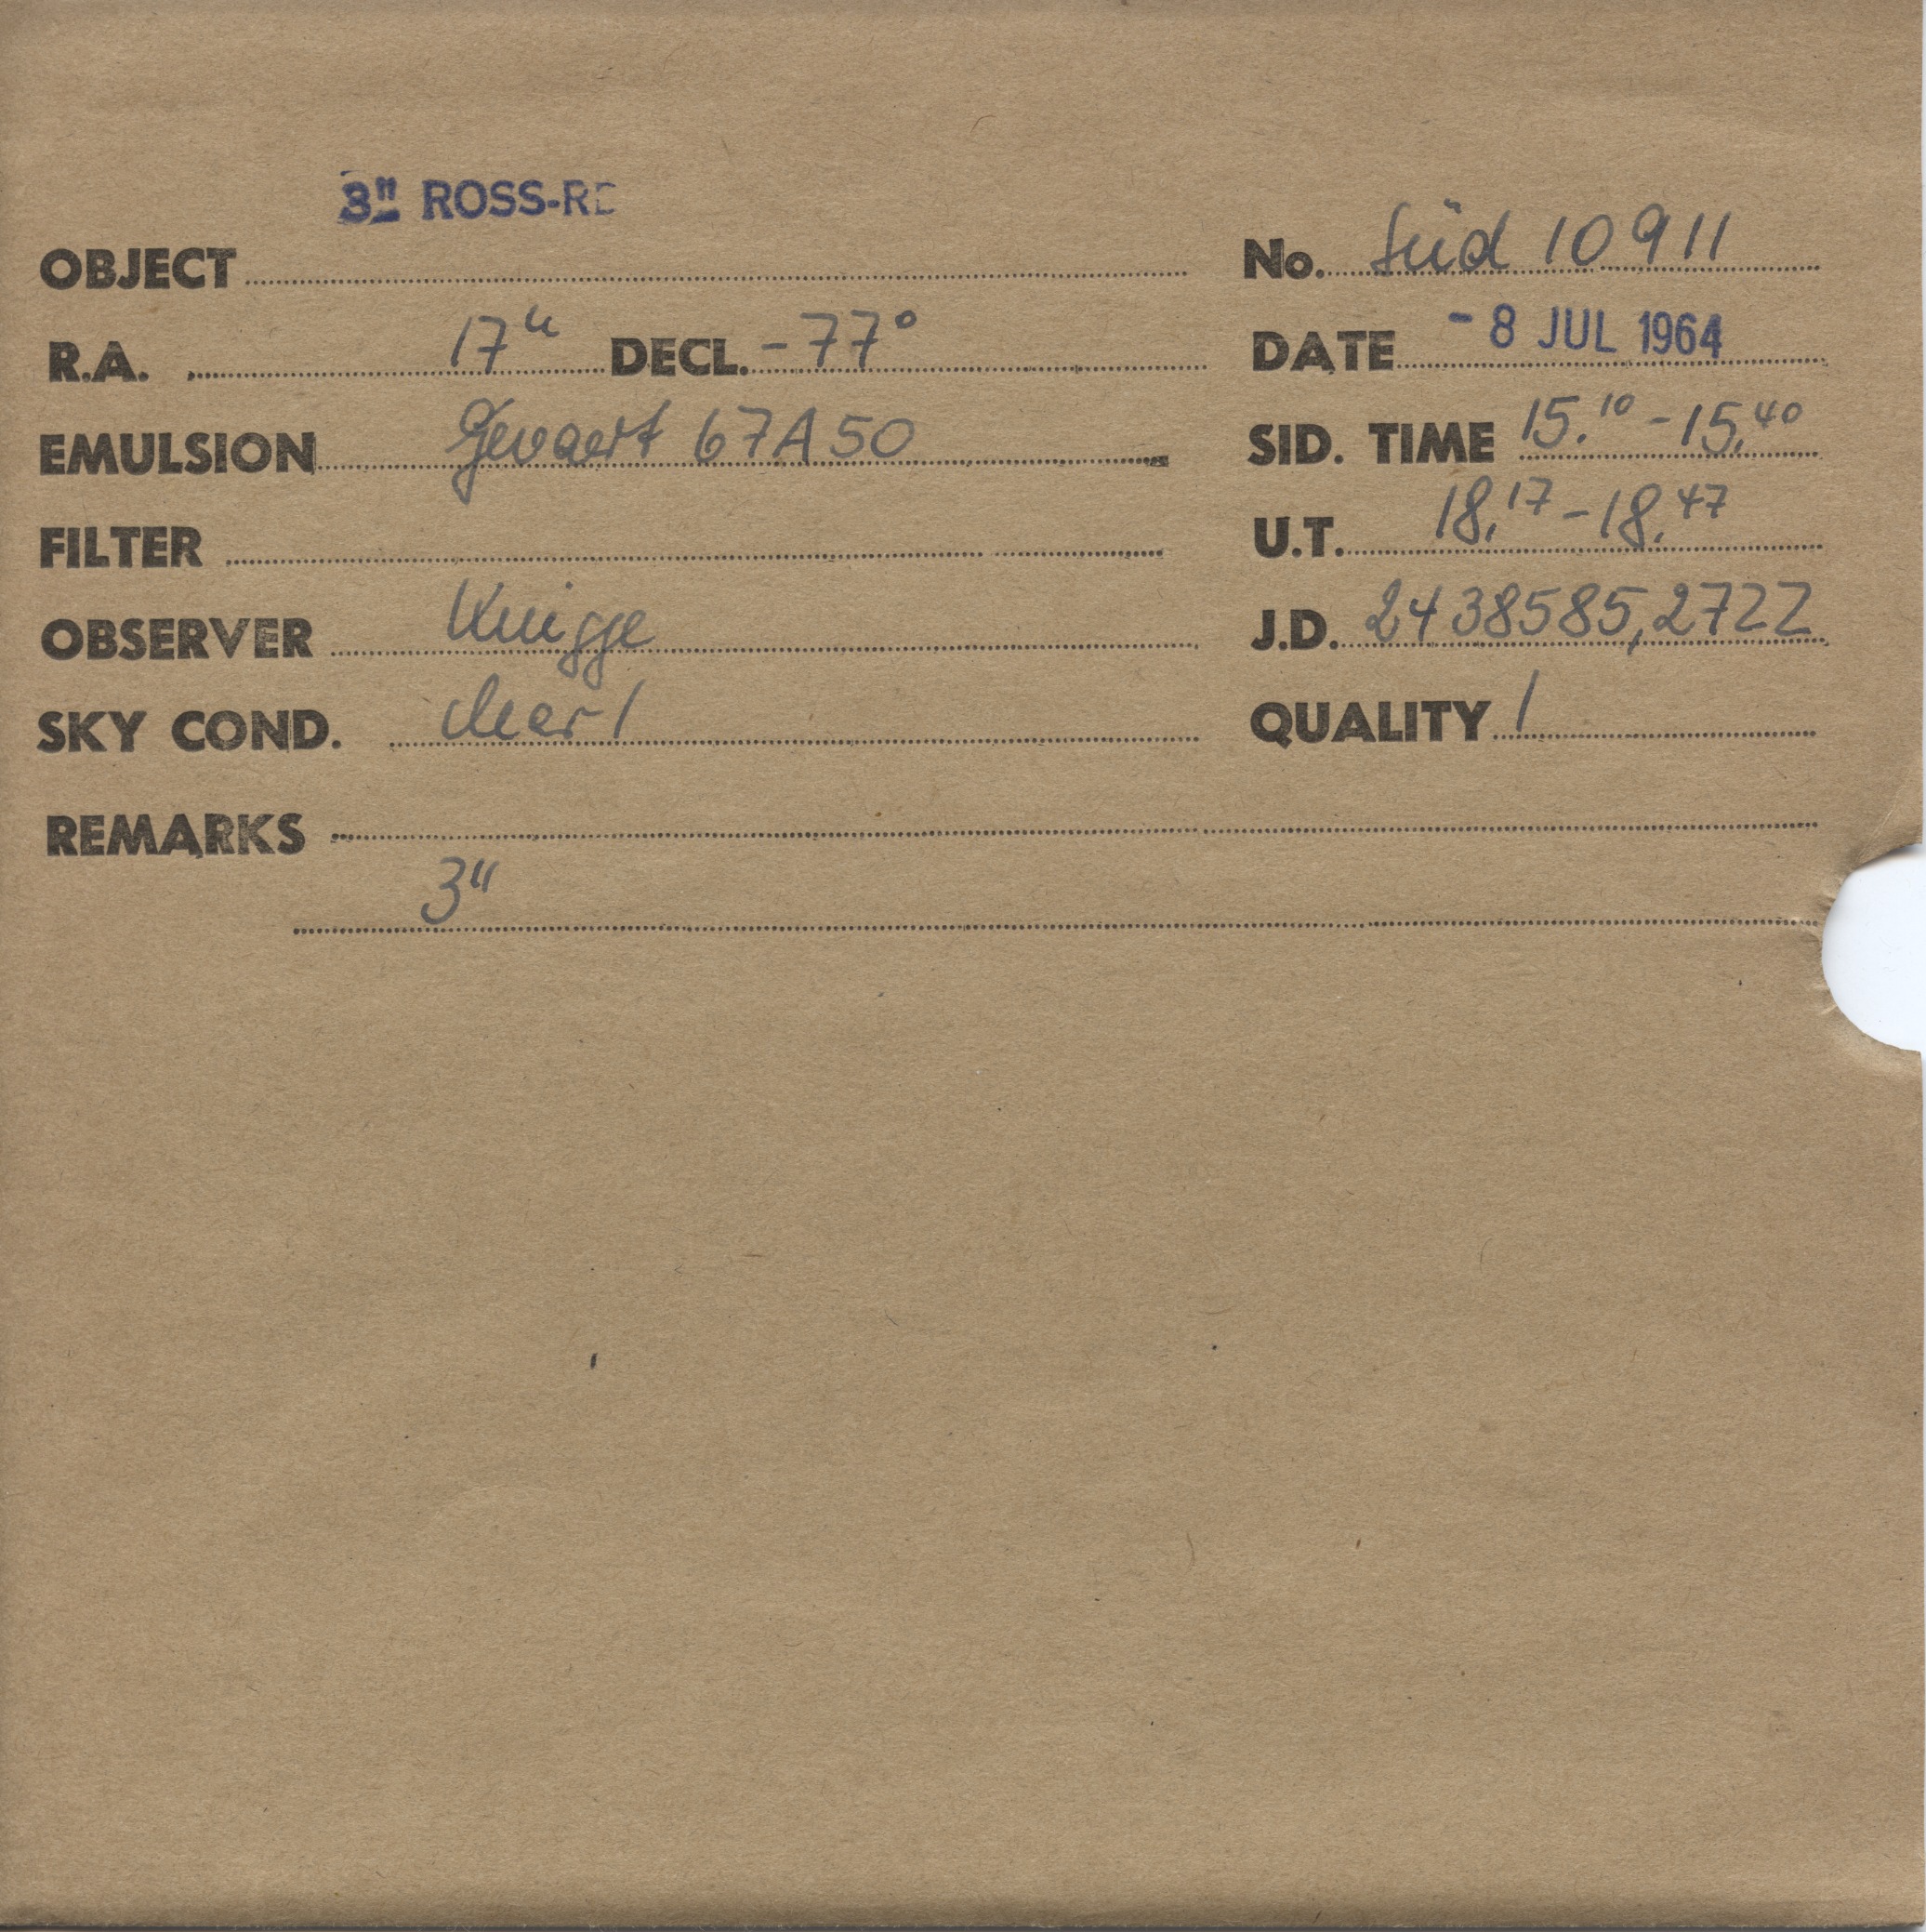 3" ROSS-RE
OBJECT No. Süd 10911
R.A. 17h DECL. -77° DATE - 8 JUL 1964
EMULSION Gevaert 67A50 SID. TIME 15.10 - 15.40
FILTER U.T. 18.17 - 18.47
OBSERVER Knigge J.D. 2438585,2722
SKY COND. clear 1 QUALITY 1
REMARKS
3"